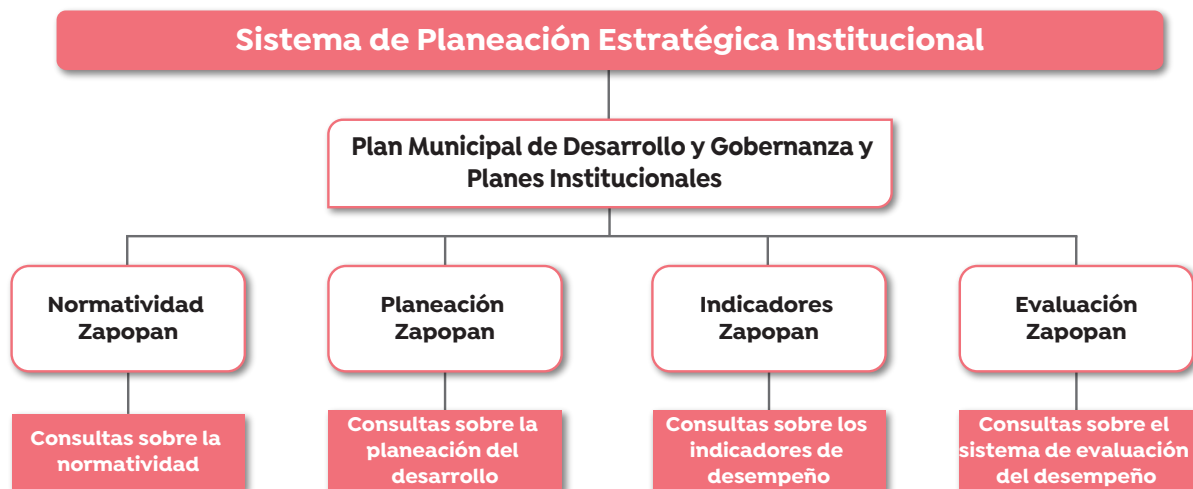 Sistema de Planeación Estratégica Institucional
Plan Municipal de Desarrollo y Gobernanza y
Planes Institucionales
Normatividad
Zapopan
Planeación
Zapopan
Indicadores
Zapopan
Evaluación
Zapopan
Consultas sobre la
normatividad
Consultas sobre la
planeación del
desarrollo
Consultas sobre los
indicadores de
desempeño
Consultas sobre el
sistema de evaluación
del desempeño